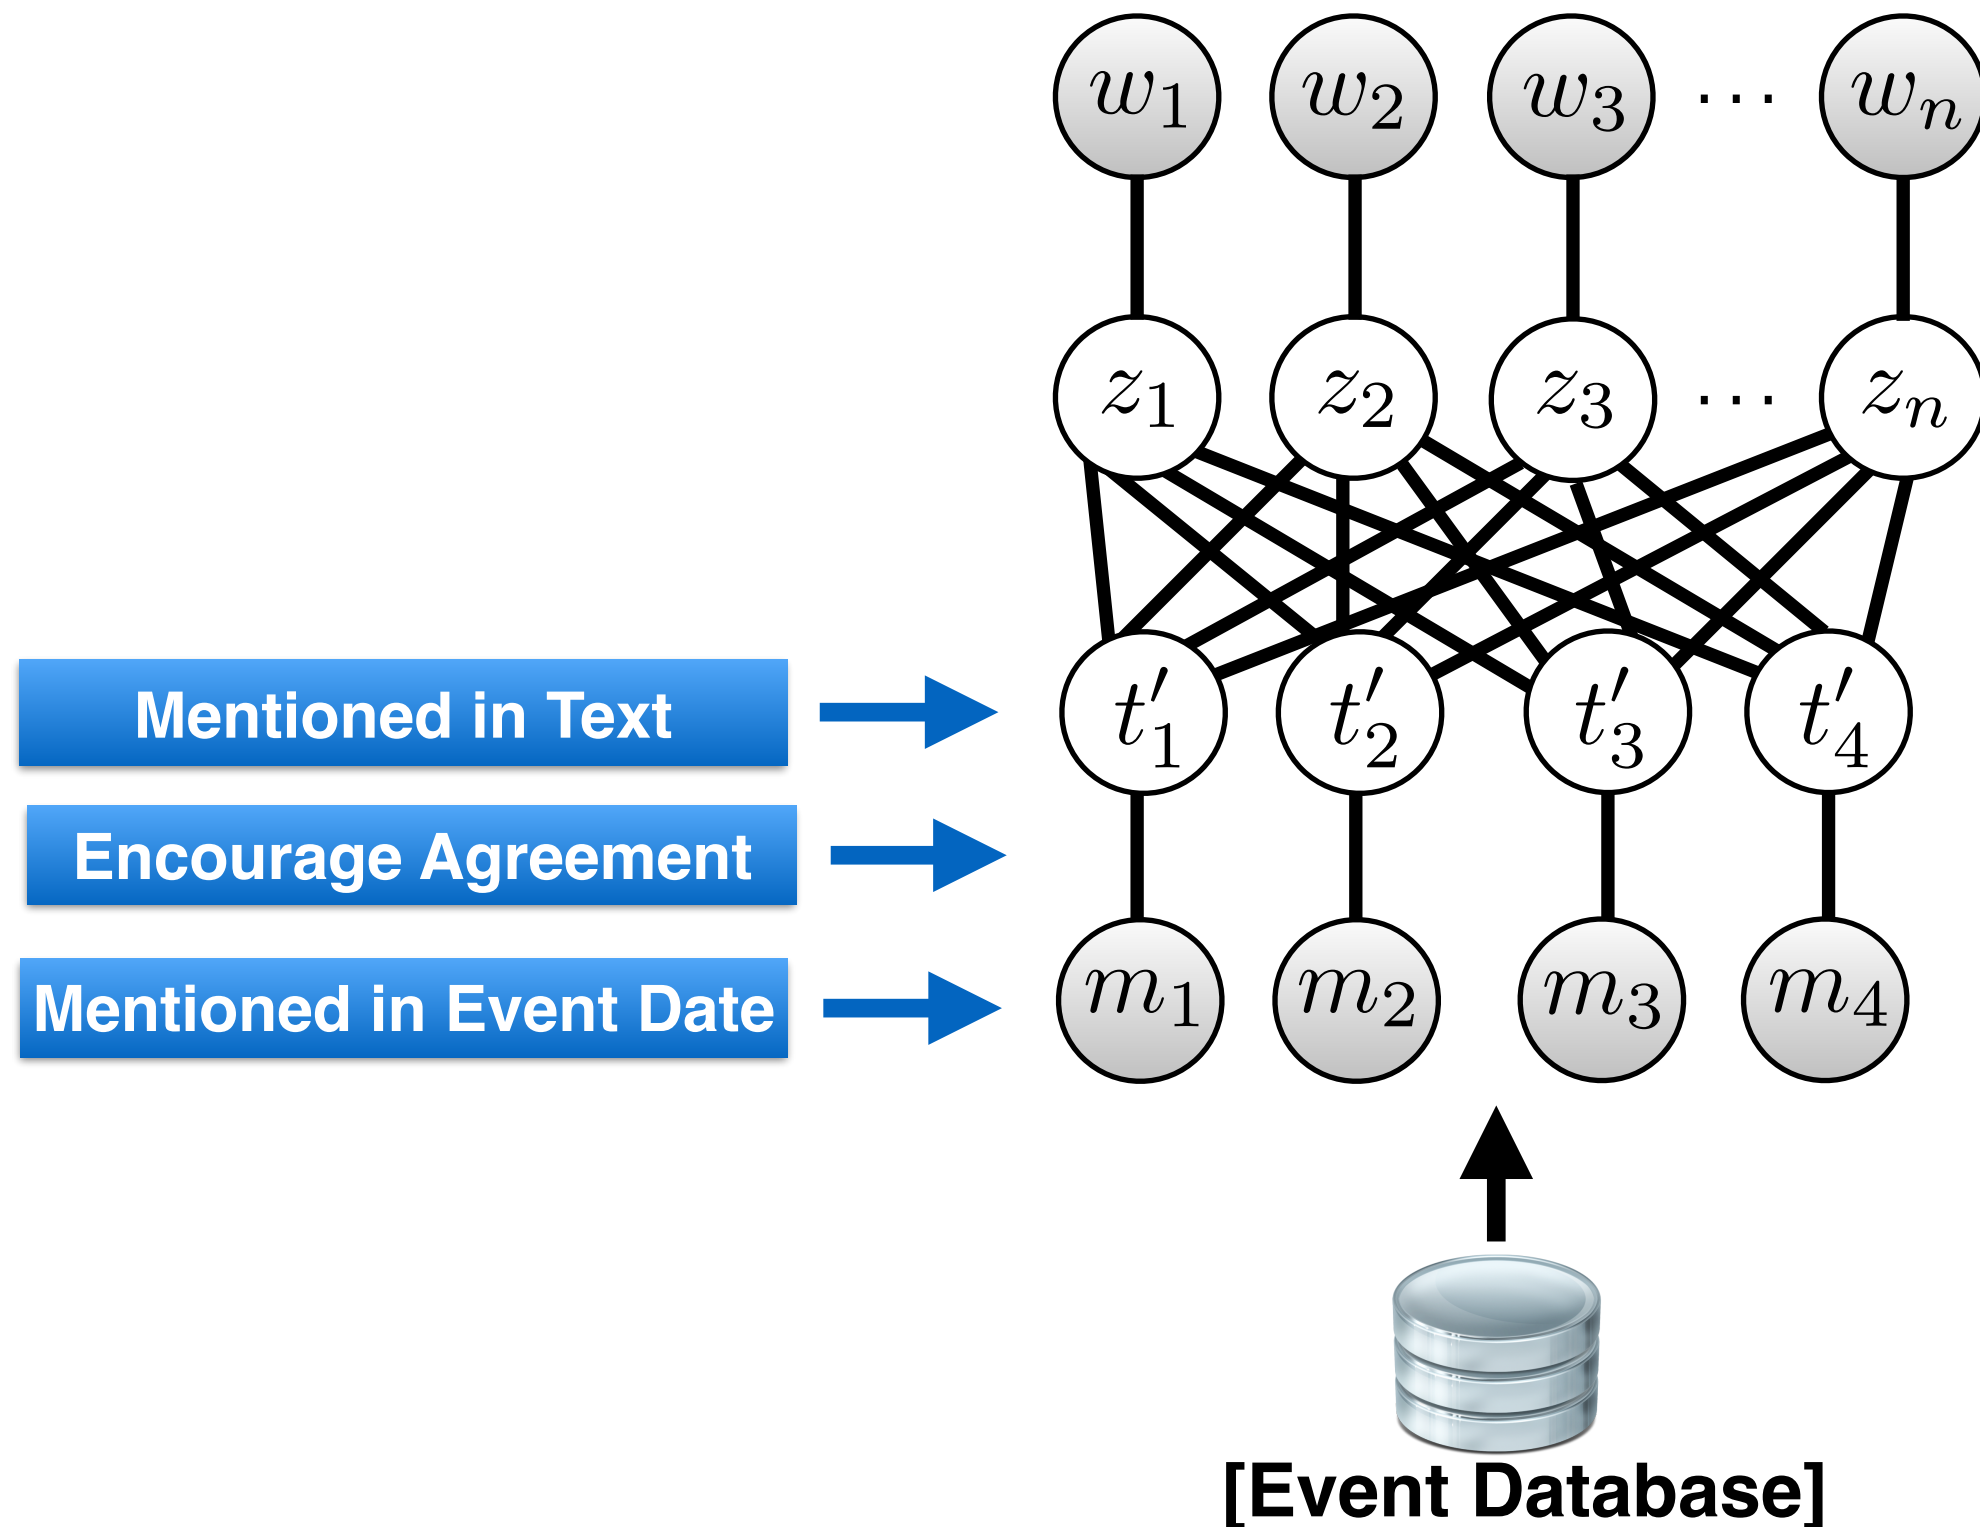 w₁ w₂ w₃ ⋯ wₙ
z₁ z₂ z₃ ⋯ zₙ
Mentioned in Text t′₁ t′₂ t′₃ t′₄
Encourage Agreement
Mentioned in Event Date m₁ m₂ m₃ m₄
[Event Database]